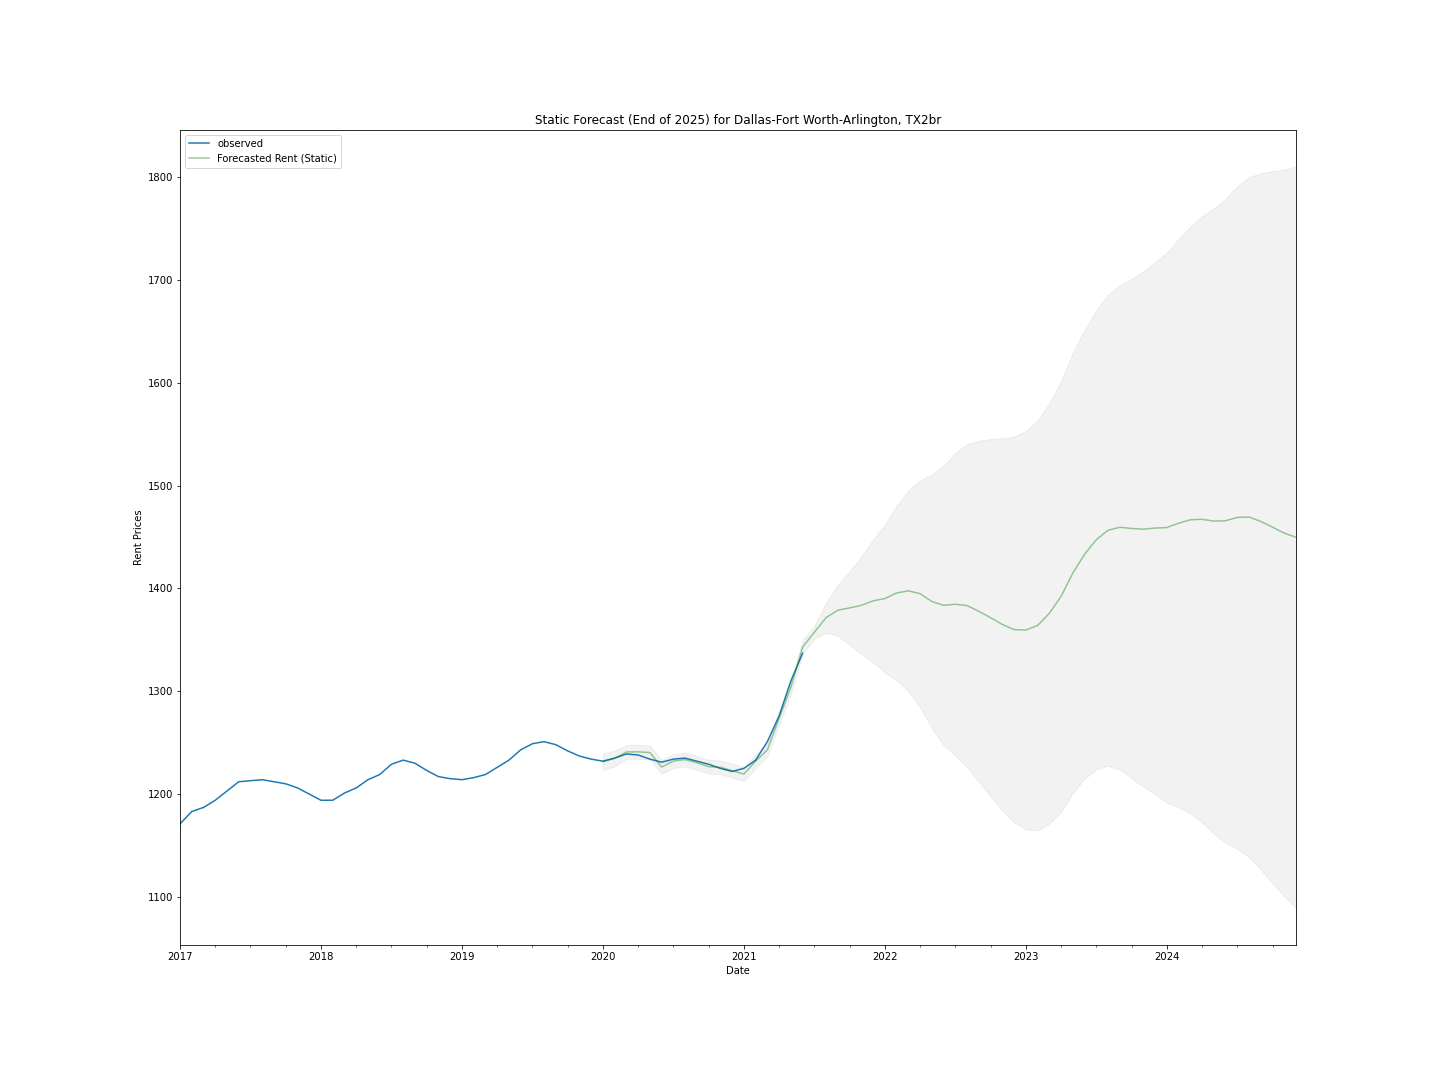 Static Forecast (End of 2025) for Dallas-Fort Worth-Arlington, TX2br
observed
Forecasted Rent (Static)
1800
1700
1600
1500
1400
1300
1200
1100
Rent Prices
2017 2018 2019 2020 2021 2022 2023 2024
Date